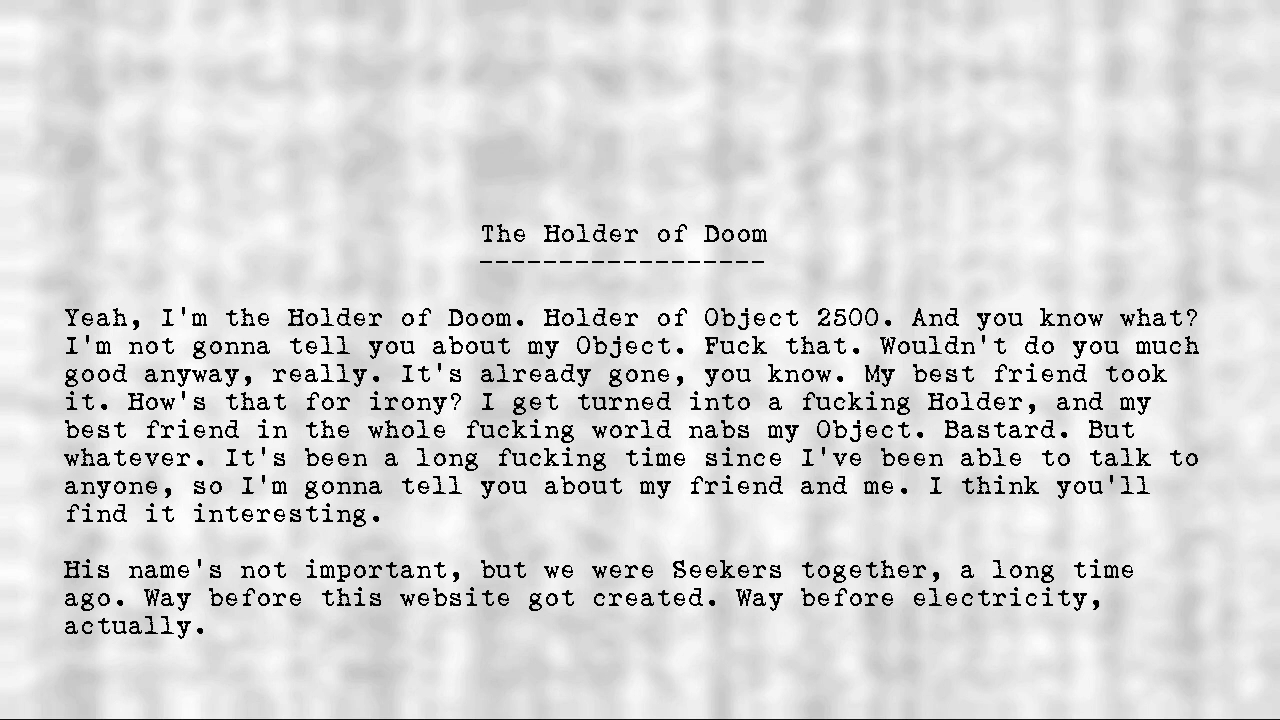 The Holder of Doom
------------------
Yeah, I'm the Holder of Doom. Holder of Object 2500. And you know what?
I'm not gonna tell you about my Object. Fuck that. Wouldn't do you much
good anyway, really. It's already gone, you know. My best friend took
it. How's that for irony? I get turned into a fucking Holder, and my
best friend in the whole fucking world nabs my Object. Bastard. But
whatever. It's been a long fucking time since I've been able to talk to
anyone, so I'm gonna tell you about my friend and me. I think you'll
find it interesting.
His name's not important, but we were Seekers together, a long time
ago. Way before this website got created. Way before electricity,
actually.